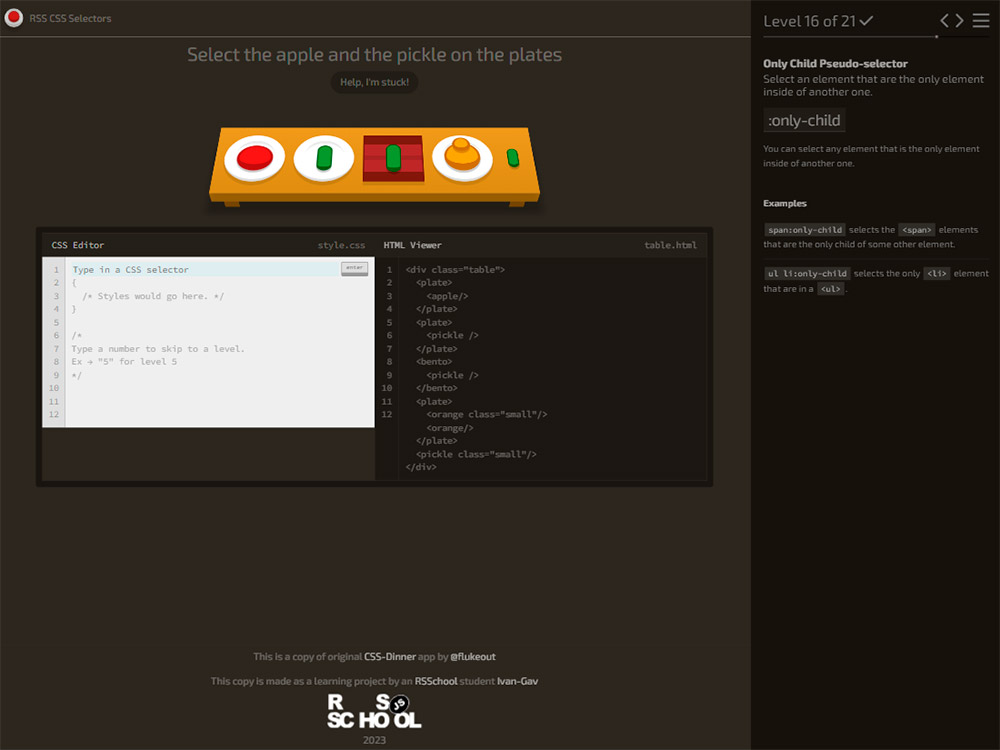 RSS CSS Selectors
Select the apple and the pickle on the plates
Help, I'm stuck!
CSS Editor
style.css
1 Type in a CSS selector
enter
2 {
3 /* Styles would go here. */
4 }
5
6 /*
7 Type a number to skip to a level.
8 Ex → "5" for level 5
9 */
10
11
12
HTML Viewer
table.html
1 <div class="table">
2 <plate>
3 <apple/>
4 </plate>
5 <plate>
6 <pickle />
7 </plate>
8 <bento>
9 <pickle />
10 </bento>
11 <plate>
12 <orange class="small"/>
<orange/>
</plate>
<pickle class="small"/>
</div>
This is a copy of original CSS-Dinner app by @flukeout
This copy is made as a learning project by an RSSchool student Ivan-Gav
R S JS
SCHOOL
2023
Level 16 of 21
Only Child Pseudo-selector
Select an element that are the only element
inside of another one.
:only-child
You can select any element that is the only element
inside of another one.
Examples
span:only-child selects the <span> elements
that are the only child of some other element.
ul li:only-child selects the only <li> element
that are in a <ul> .